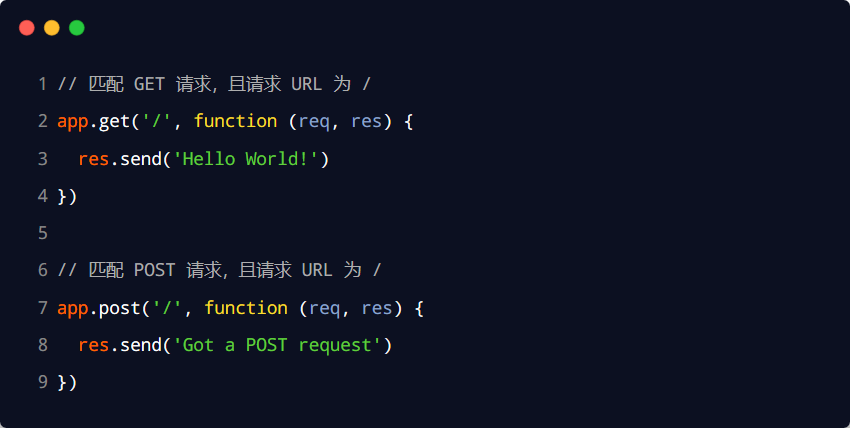 1 // 匹配 GET 请求，且请求 URL 为 /
2 app.get('/', function (req, res) {
3   res.send('Hello World!')
4 })
5
6 // 匹配 POST 请求，且请求 URL 为 /
7 app.post('/', function (req, res) {
8   res.send('Got a POST request')
9 })